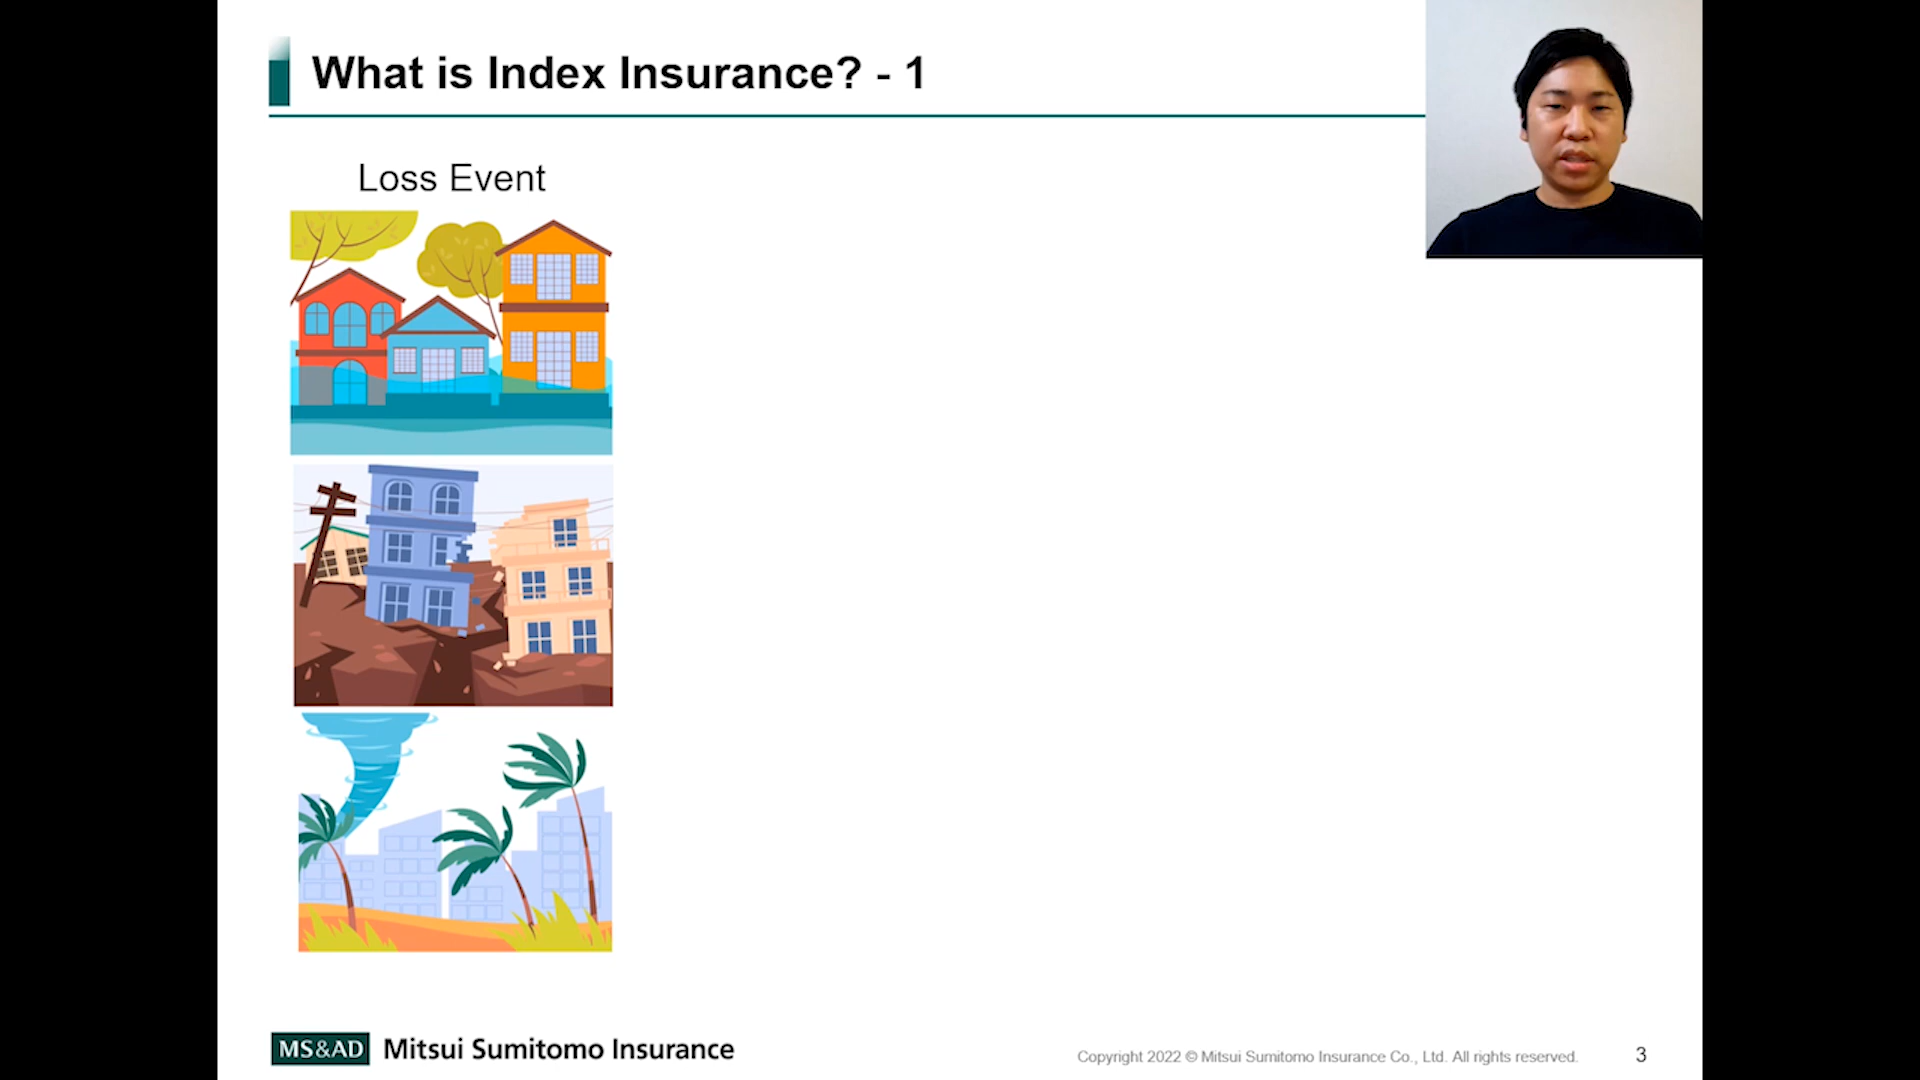 What is Index Insurance? - 1
Loss Event
MS&AD Mitsui Sumitomo Insurance
Copyright 2022 © Mitsui Sumitomo Insurance Co., Ltd. All rights reserved.
3